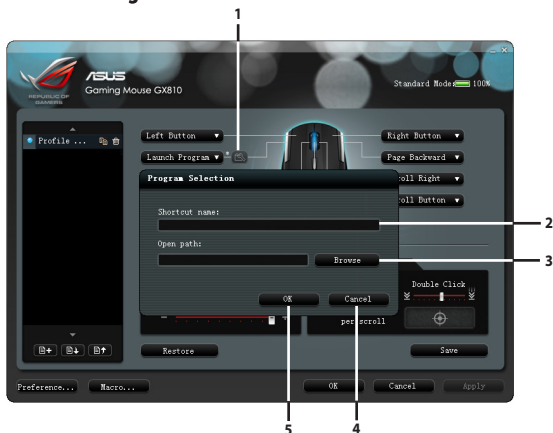 1
REPUBLIC OF
GAMERS
ASUS
Gaming Mouse GX810
Standard Mode: 100%
Profile ...
Left Button
Right Button
Launch Program
Page Backward
Program Selection
roll Right
roll Button
Shortcut name:
2
Open path:
Browse
3
Double Click
OK
Cancel
per scroll
Restore
Save
Preference...
Macro...
OK
Cancel
Apply
5
4